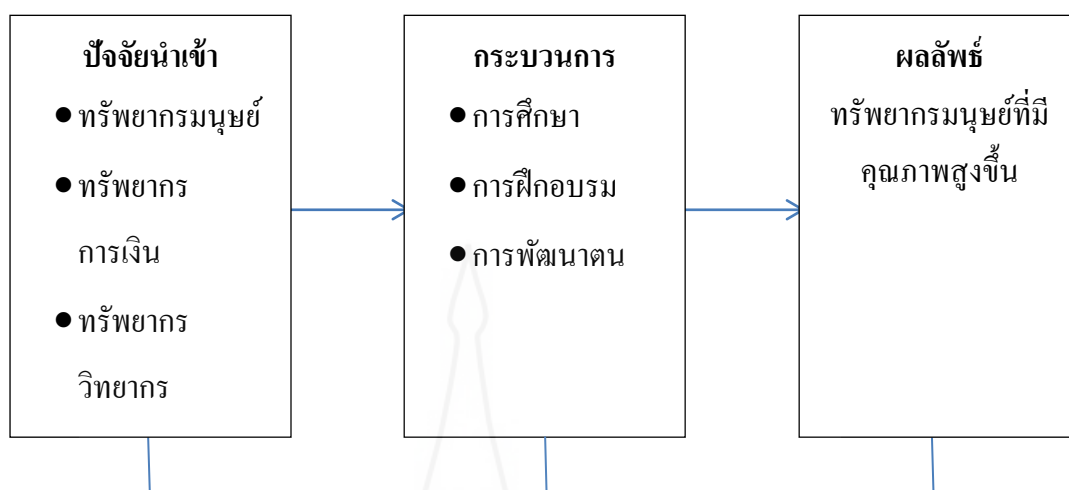 ปัจจัยนำเข้า
● ทรัพยากรมนุษย์
● ทรัพยากร
การเงิน
● ทรัพยากร
วิทยากร
กระบวนการ
● การศึกษา
● การฝึกอบรม
● การพัฒนาตน
ผลลัพธ์
ทรัพยากรมนุษย์ที่มี
คุณภาพสูงขึ้น